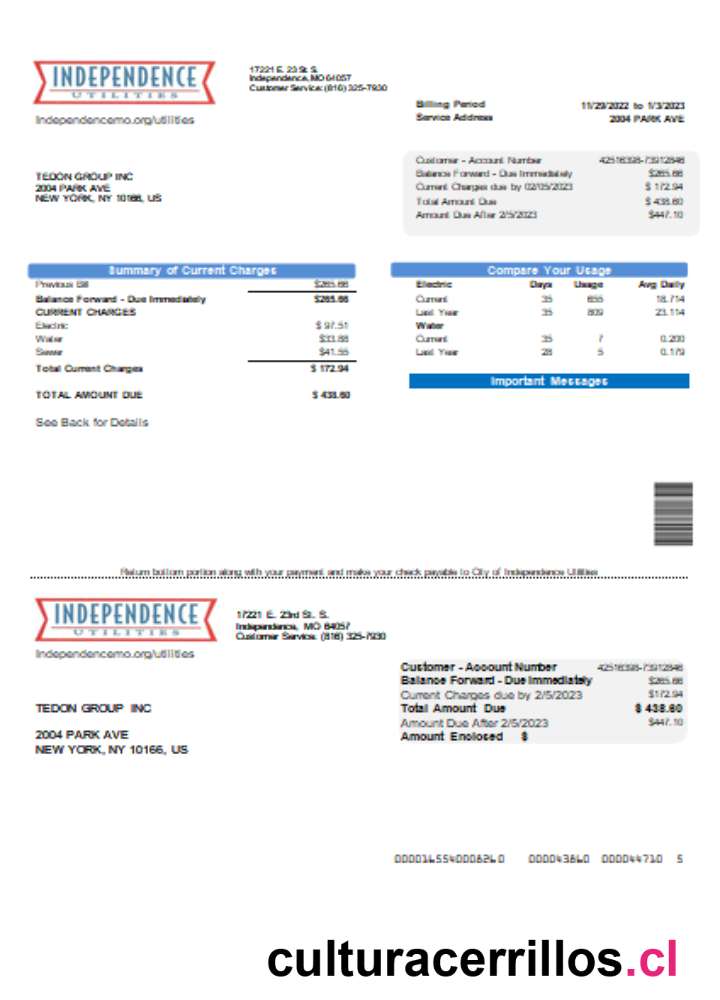 INDEPENDENCE
UTILITIES
Independencemo.org/utilities
17221 E. 23 St. S.
Independence, MO 64057
Customer Service: (816) 325-7930
Billing Period 11/29/2022 to 1/3/2023
Service Address 2004 PARK AVE
TEDON GROUP INC
2004 PARK AVE
NEW YORK, NY 10166, US
Customer - Account Number 42516398-73912846
Balance Forward - Due Immediately $265.66
Current Charges due by 02/05/2023 $ 172.94
Total Amount Due $ 438.60
Amount Due After 2/5/2023 $447.10
Summary of Current Charges
Previous Bill $265.66
Balance Forward - Due Immediately $265.66
CURRENT CHARGES
Electric $ 97.51
Water $33.88
Sewer $41.55
Total Current Charges $ 172.94
TOTAL AMOUNT DUE $ 438.60
See Back for Details
Compare Your Usage
Electric Days Usage Avg Daily
Current 35 655 18.714
Last Year 35 809 23.114
Water
Current 35 7 0.200
Last Year 28 5 0.179
Important Messages
Return bottom portion along with your payment and make your check payable to City of Independence Utilities
INDEPENDENCE
UTILITIES
Independencemo.org/utilities
17221 E. 23rd St. S.
Independence, MO 64057
Customer Service: (816) 325-7930
Customer - Account Number 42516398-73912846
Balance Forward - Due Immediately $265.66
Current Charges due by 2/5/2023 $172.94
Total Amount Due $ 438.60
Amount Due After 2/5/2023 $447.10
Amount Enclosed $
TEDON GROUP INC
2004 PARK AVE
NEW YORK, NY 10166, US
0000165540008260 000043860 000044710 5
culturacerrillos.cl